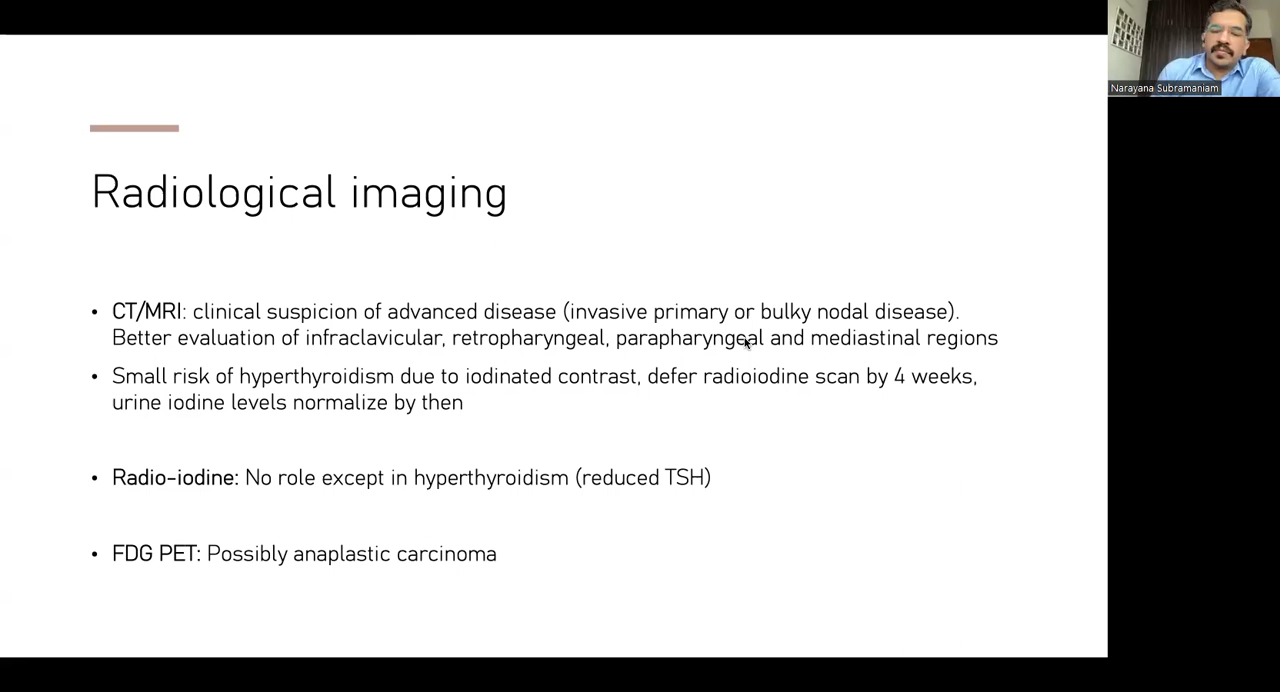 Narayana Subramaniam
Radiological imaging
• CT/MRI: clinical suspicion of advanced disease (invasive primary or bulky nodal disease).
Better evaluation of infraclavicular, retropharyngeal, parapharyngeal and mediastinal regions
• Small risk of hyperthyroidism due to iodinated contrast, defer radioiodine scan by 4 weeks,
urine iodine levels normalize by then
• Radio-iodine: No role except in hyperthyroidism (reduced TSH)
• FDG PET: Possibly anaplastic carcinoma